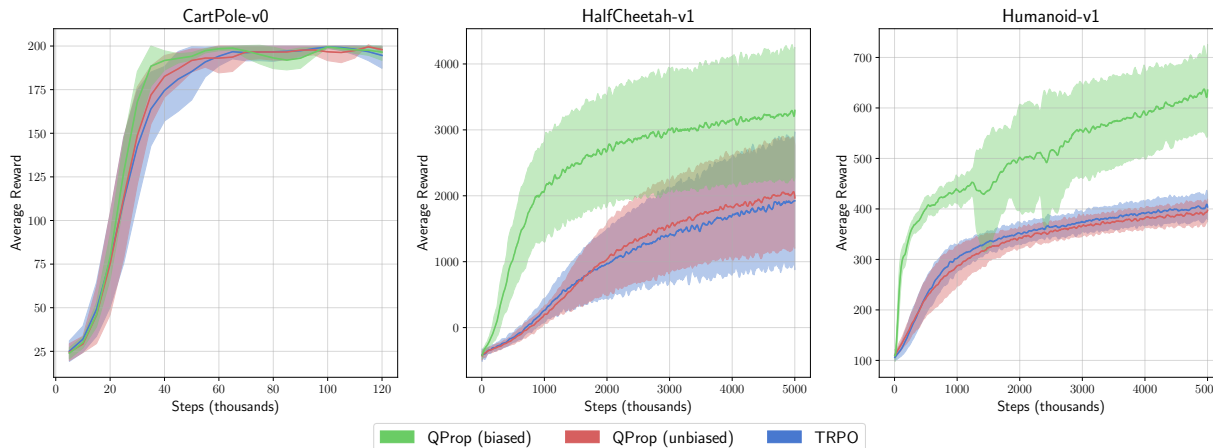 CartPole-v0
HalfCheetah-v1
Humanoid-v1
Average Reward
200
175
150
125
100
75
50
25
0 20 40 60 80 100 120
Steps (thousands)
Average Reward
4000
3000
2000
1000
0
0 1000 2000 3000 4000 5000
Steps (thousands)
Average Reward
700
600
500
400
300
200
100
0 1000 2000 3000 4000 5000
Steps (thousands)
QProp (biased) QProp (unbiased) TRPO